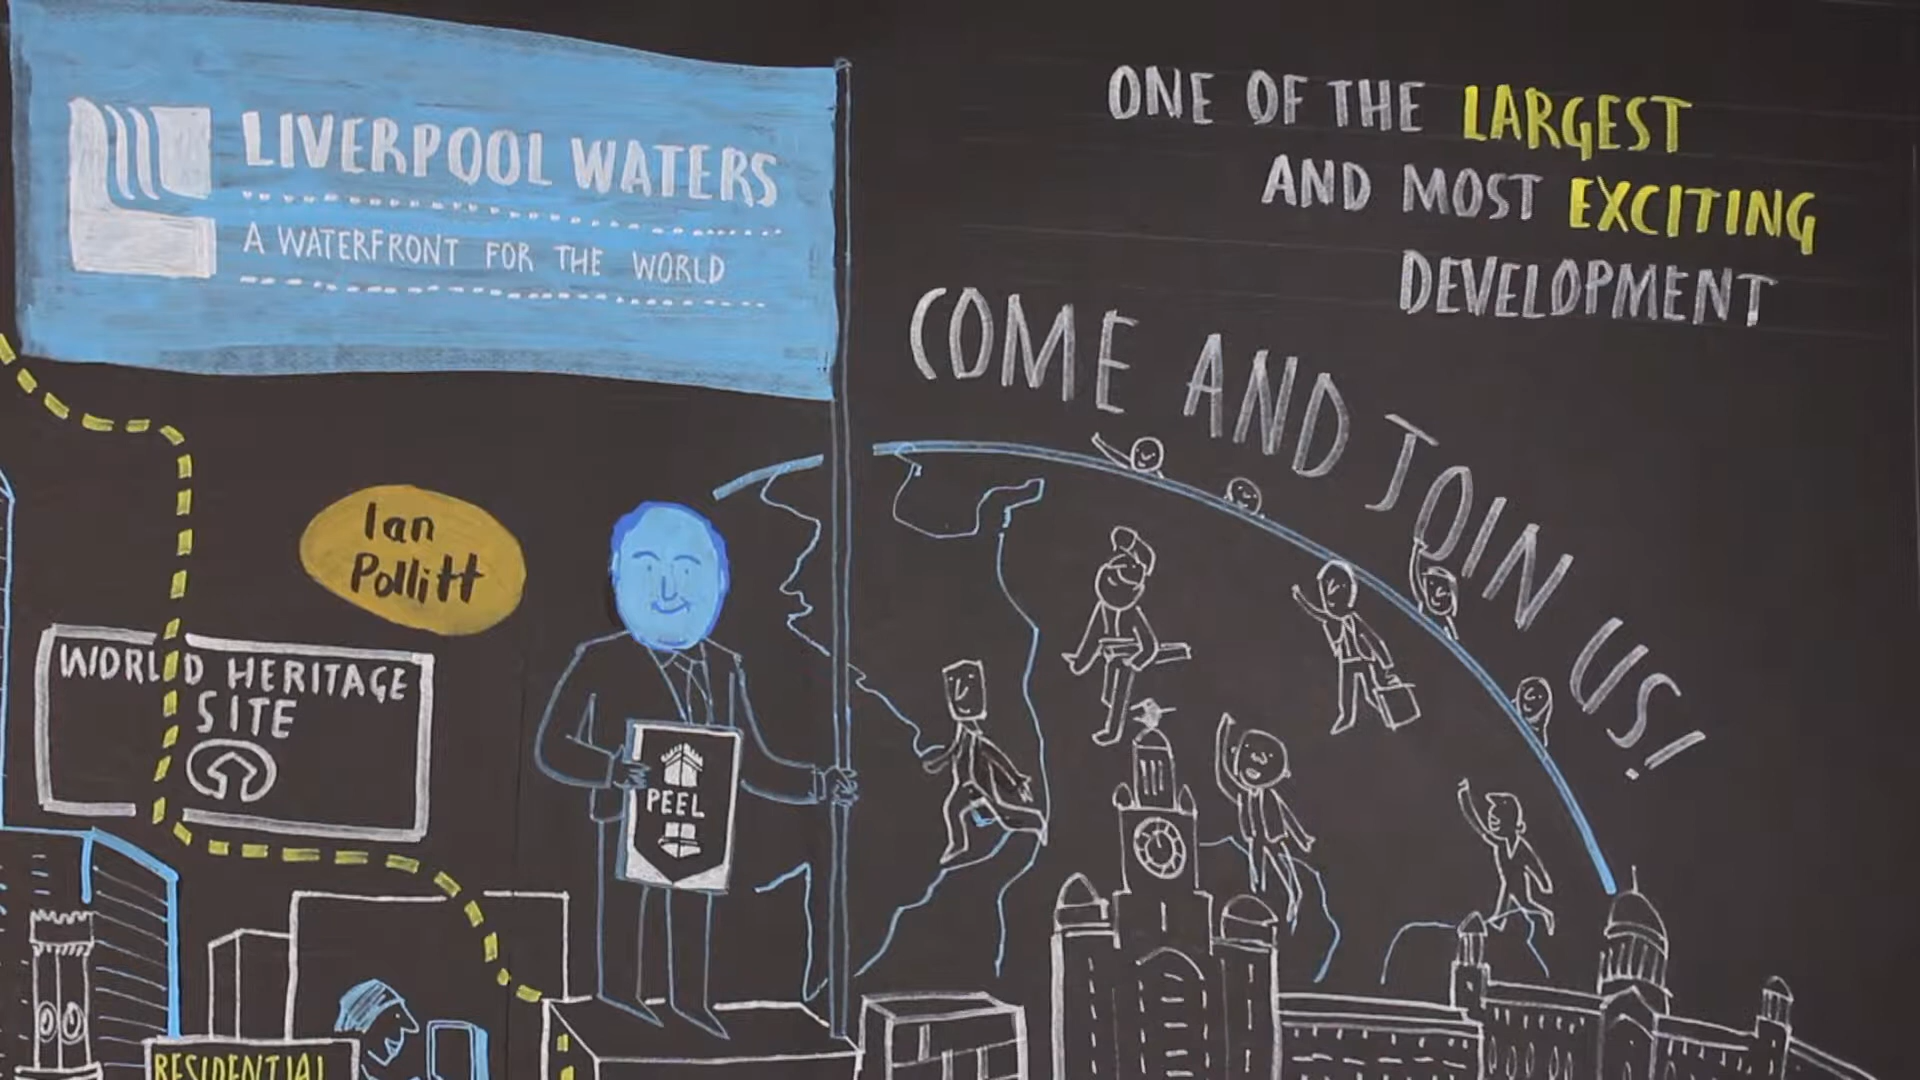 LIVERPOOL WATERS
A WATERFRONT FOR THE WORLD
ONE OF THE LARGEST
AND MOST EXCITING
DEVELOPMENT
COME AND JOIN US!
Ian
Pollitt
WORLD HERITAGE
SITE
PEEL
RESIDENTIAL